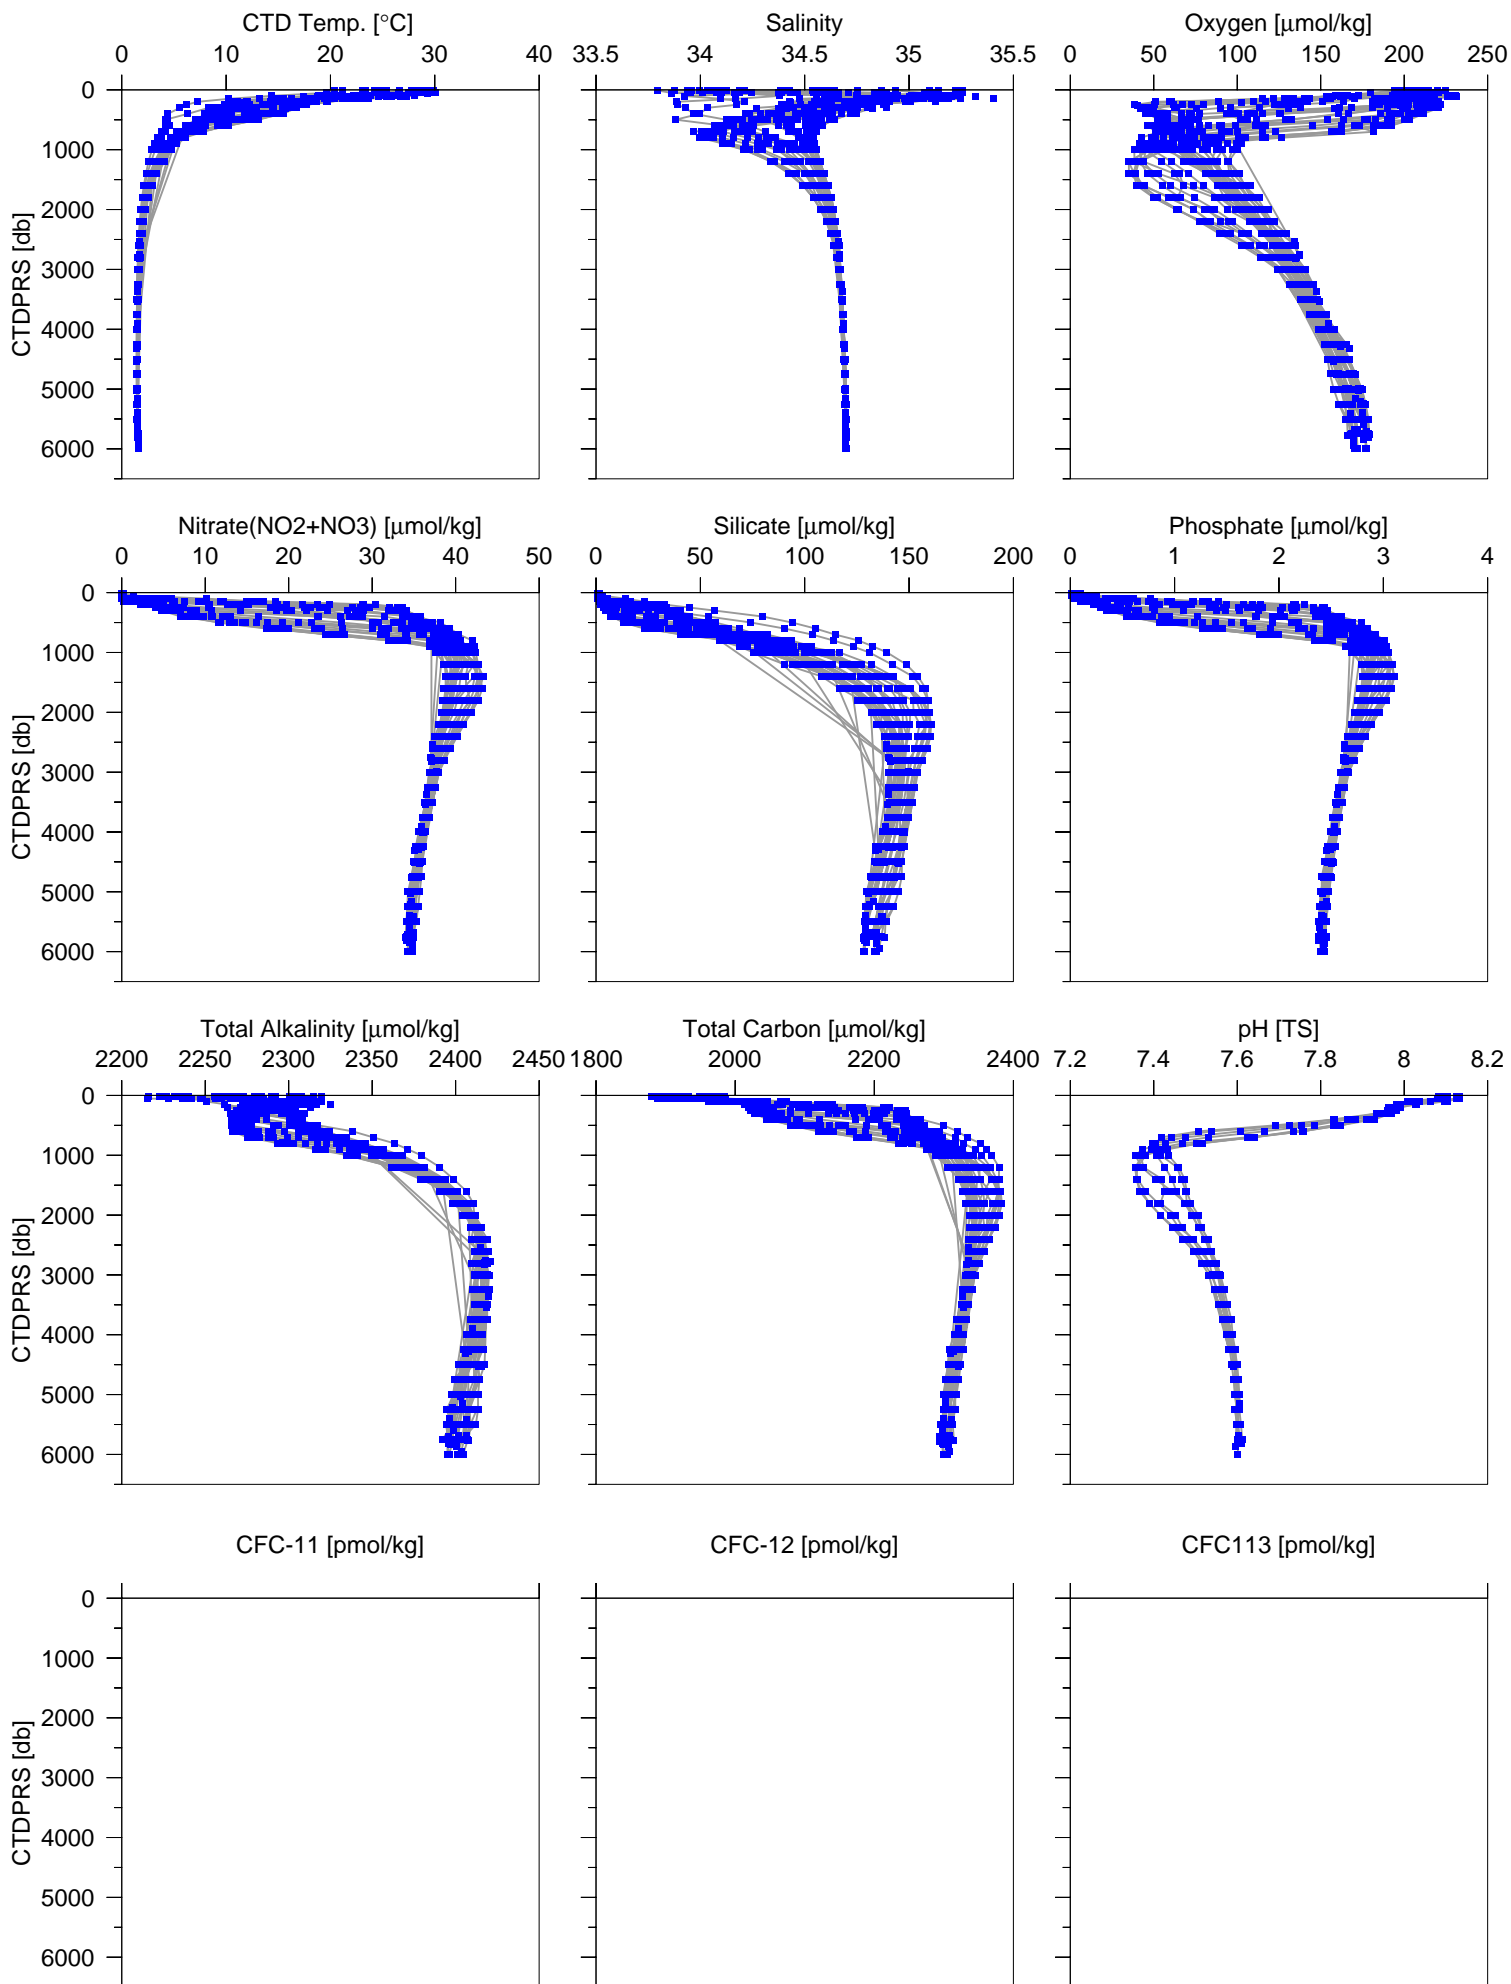 CTD Temp. [°C] Salinity Oxygen [μmol/kg]
0 10 20 30 40 33.5 34 34.5 35 35.5 0 50 100 150 200 250
0
1000
2000
3000
4000
5000
6000
CTDPRS [db]
Nitrate(NO2+NO3) [μmol/kg] Silicate [μmol/kg] Phosphate [μmol/kg]
0 10 20 30 40 50 0 50 100 150 200 0 1 2 3 4
0
1000
2000
3000
4000
5000
6000
CTDPRS [db]
Total Alkalinity [μmol/kg] Total Carbon [μmol/kg] pH [TS]
2200 2250 2300 2350 2400 2450 1800 2000 2200 2400 7.2 7.4 7.6 7.8 8 8.2
0
1000
2000
3000
4000
5000
6000
CTDPRS [db]
CFC-11 [pmol/kg] CFC-12 [pmol/kg] CFC113 [pmol/kg]
0
1000
2000
3000
4000
5000
6000
CTDPRS [db]